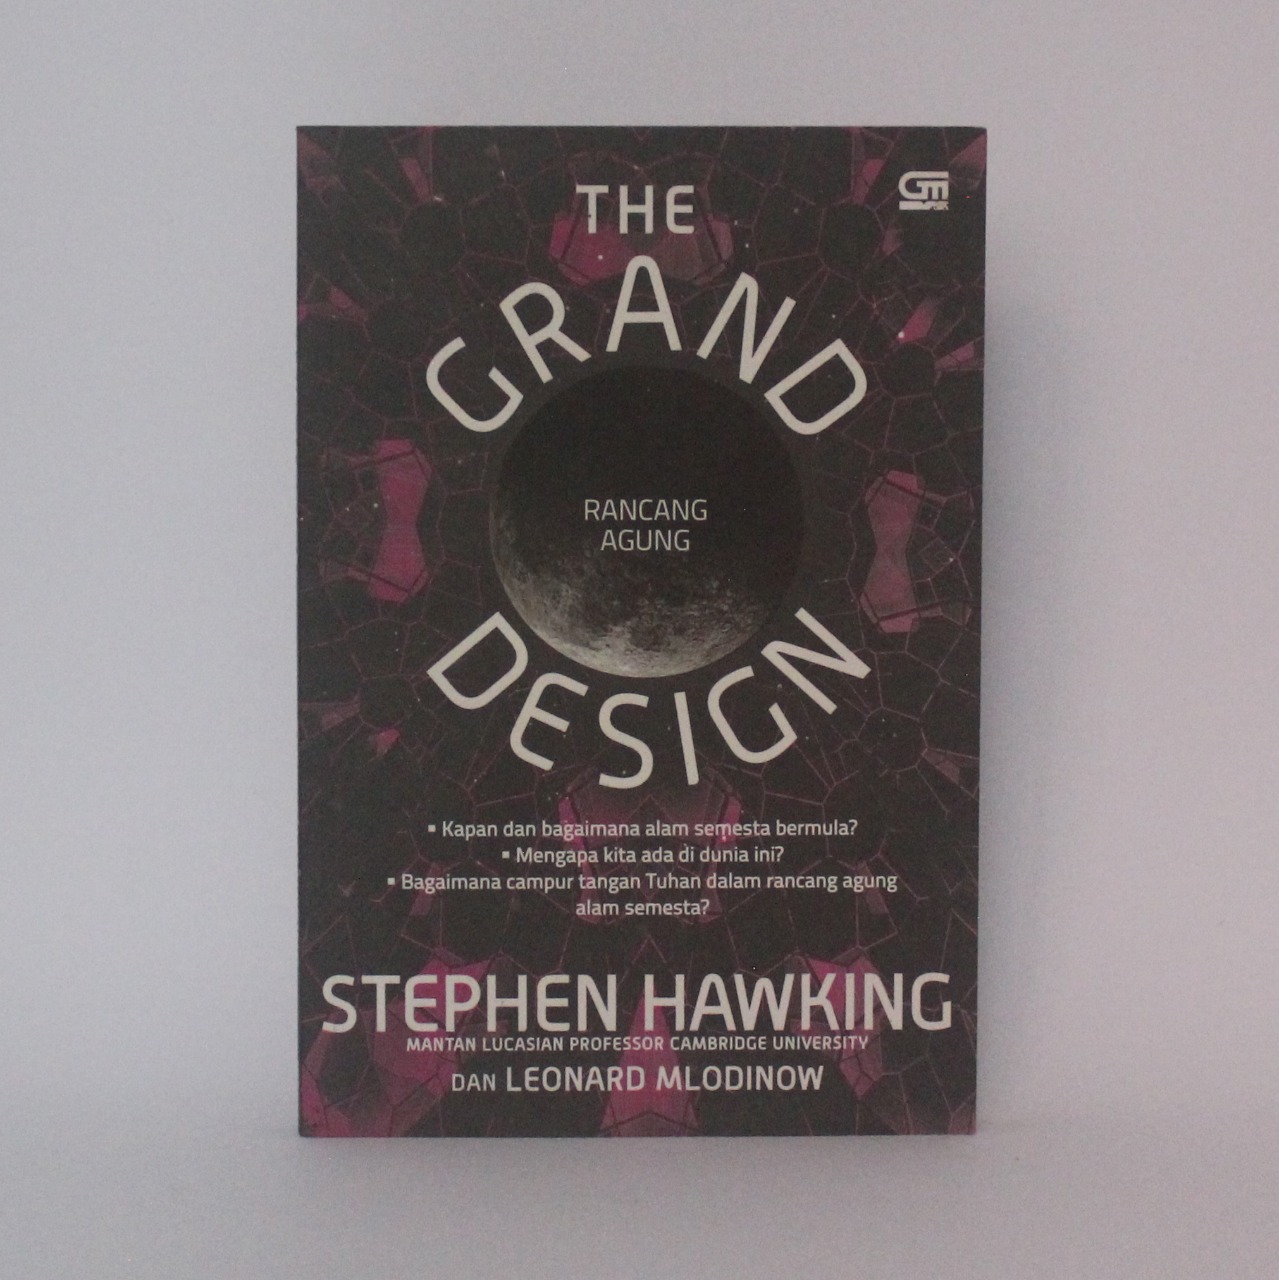 THE
GRAND
RANCANG
AGUNG
DESIGN
▪ Kapan dan bagaimana alam semesta bermula?
▪ Mengapa kita ada di dunia ini?
▪ Bagaimana campur tangan Tuhan dalam rancang agung
alam semesta?
STEPHEN HAWKING
MANTAN LUCASIAN PROFESSOR CAMBRIDGE UNIVERSITY
DAN LEONARD MLODINOW